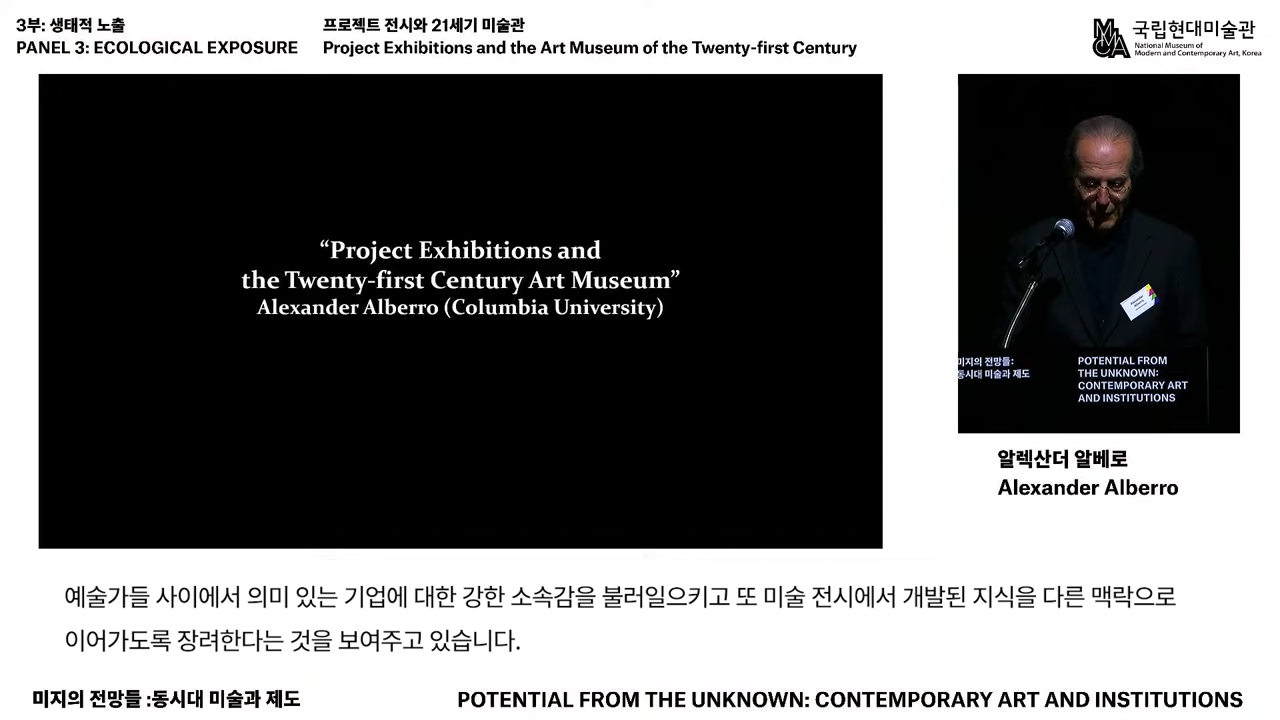 3부: 생태적 노출
PANEL 3: ECOLOGICAL EXPOSURE
프로젝트 전시와 21세기 미술관
Project Exhibitions and the Art Museum of the Twenty-first Century
MMCA
국립현대미술관
National Museum of
Modern and Contemporary Art, Korea
“Project Exhibitions and
the Twenty-first Century Art Museum”
Alexander Alberro (Columbia University)
Alexander
Alberro
미지의 전망들:
동시대 미술과 제도
POTENTIAL FROM
THE UNKNOWN:
CONTEMPORARY ART
AND INSTITUTIONS
알렉산더 알베로
Alexander Alberro
예술가들 사이에서 의미 있는 기업에 대한 강한 소속감을 불러일으키고 또 미술 전시에서 개발된 지식을 다른 맥락으로
이어가도록 장려한다는 것을 보여주고 있습니다.
미지의 전망들 :동시대 미술과 제도
POTENTIAL FROM THE UNKNOWN: CONTEMPORARY ART AND INSTITUTIONS